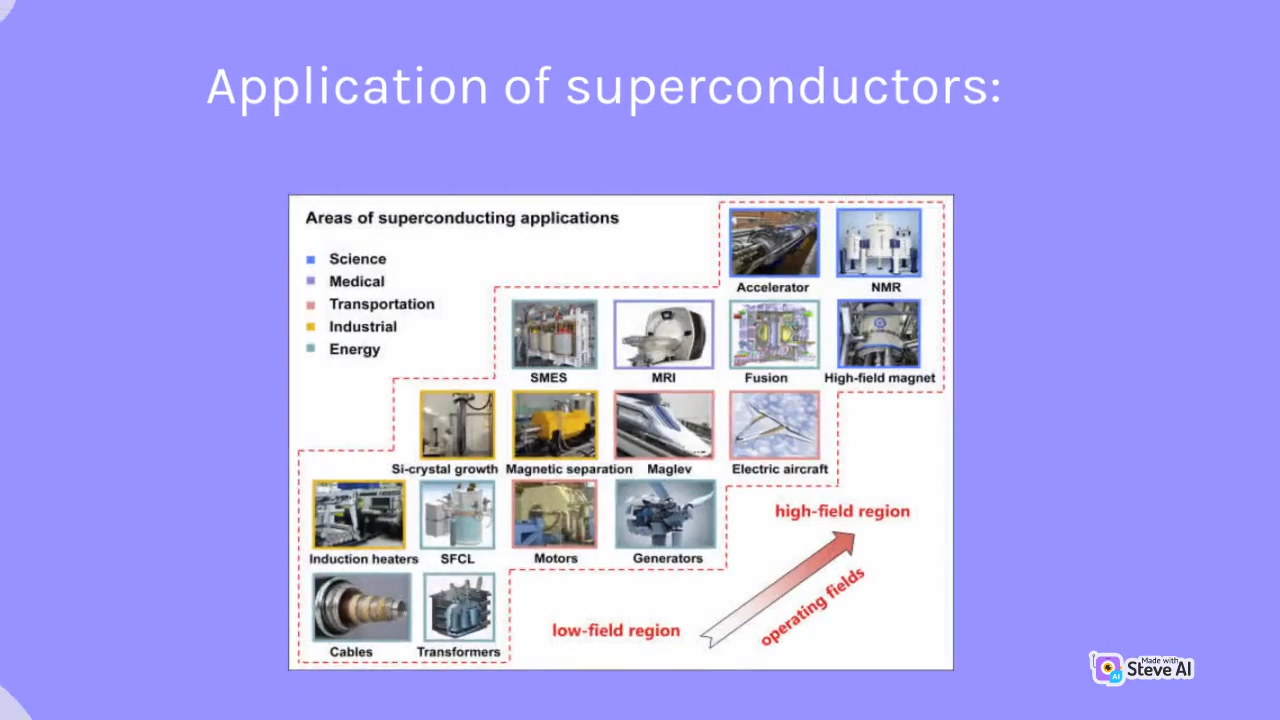 Application of superconductors:
Areas of superconducting applications
Science
Medical
Transportation
Industrial
Energy
Accelerator NMR
SMES MRI Fusion High-field magnet
Si-crystal growth Magnetic separation Maglev Electric aircraft
high-field region
Induction heaters SFCL Motors Generators
operating fields
low-field region
Cables Transformers
Made with
Steve AI